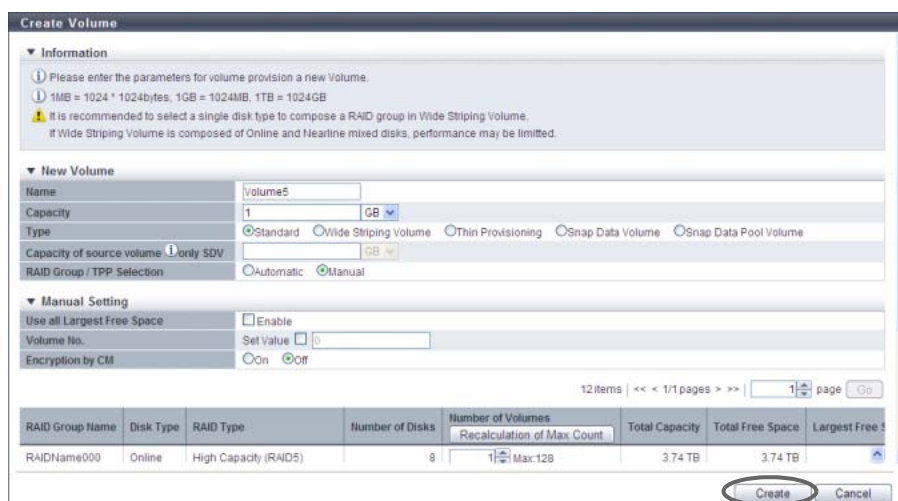 Create Volume
Information
Please enter the parameters for volume provision a new Volume.
1MB = 1024 * 1024bytes, 1GB = 1024MB, 1TB = 1024GB
It is recommended to select a single disk type to compose a RAID group in Wide Striping Volume.
If Wide Striping Volume is composed of Online and Nearline mixed disks, performance may be limitted.
New Volume
Name Volume5
Capacity 1 GB
Type Standard Wide Striping Volume Thin Provisioning Snap Data Volume Snap Data Pool Volume
Capacity of source volume only SDV GB
RAID Group / TPP Selection Automatic Manual
Manual Setting
Use all Largest Free Space Enable
Volume No. Set Value 0
Encryption by CM On Off
12 items | << < 1/1 pages > >> | 1 page Go
RAID Group Name Disk Type RAID Type Number of Disks Number of Volumes Recalculation of Max Count Total Capacity Total Free Space Largest Free
RAIDName000 Online High Capacity (RAID5) 8 1 Max:128 3.74 TB 3.74 TB
Create Cancel